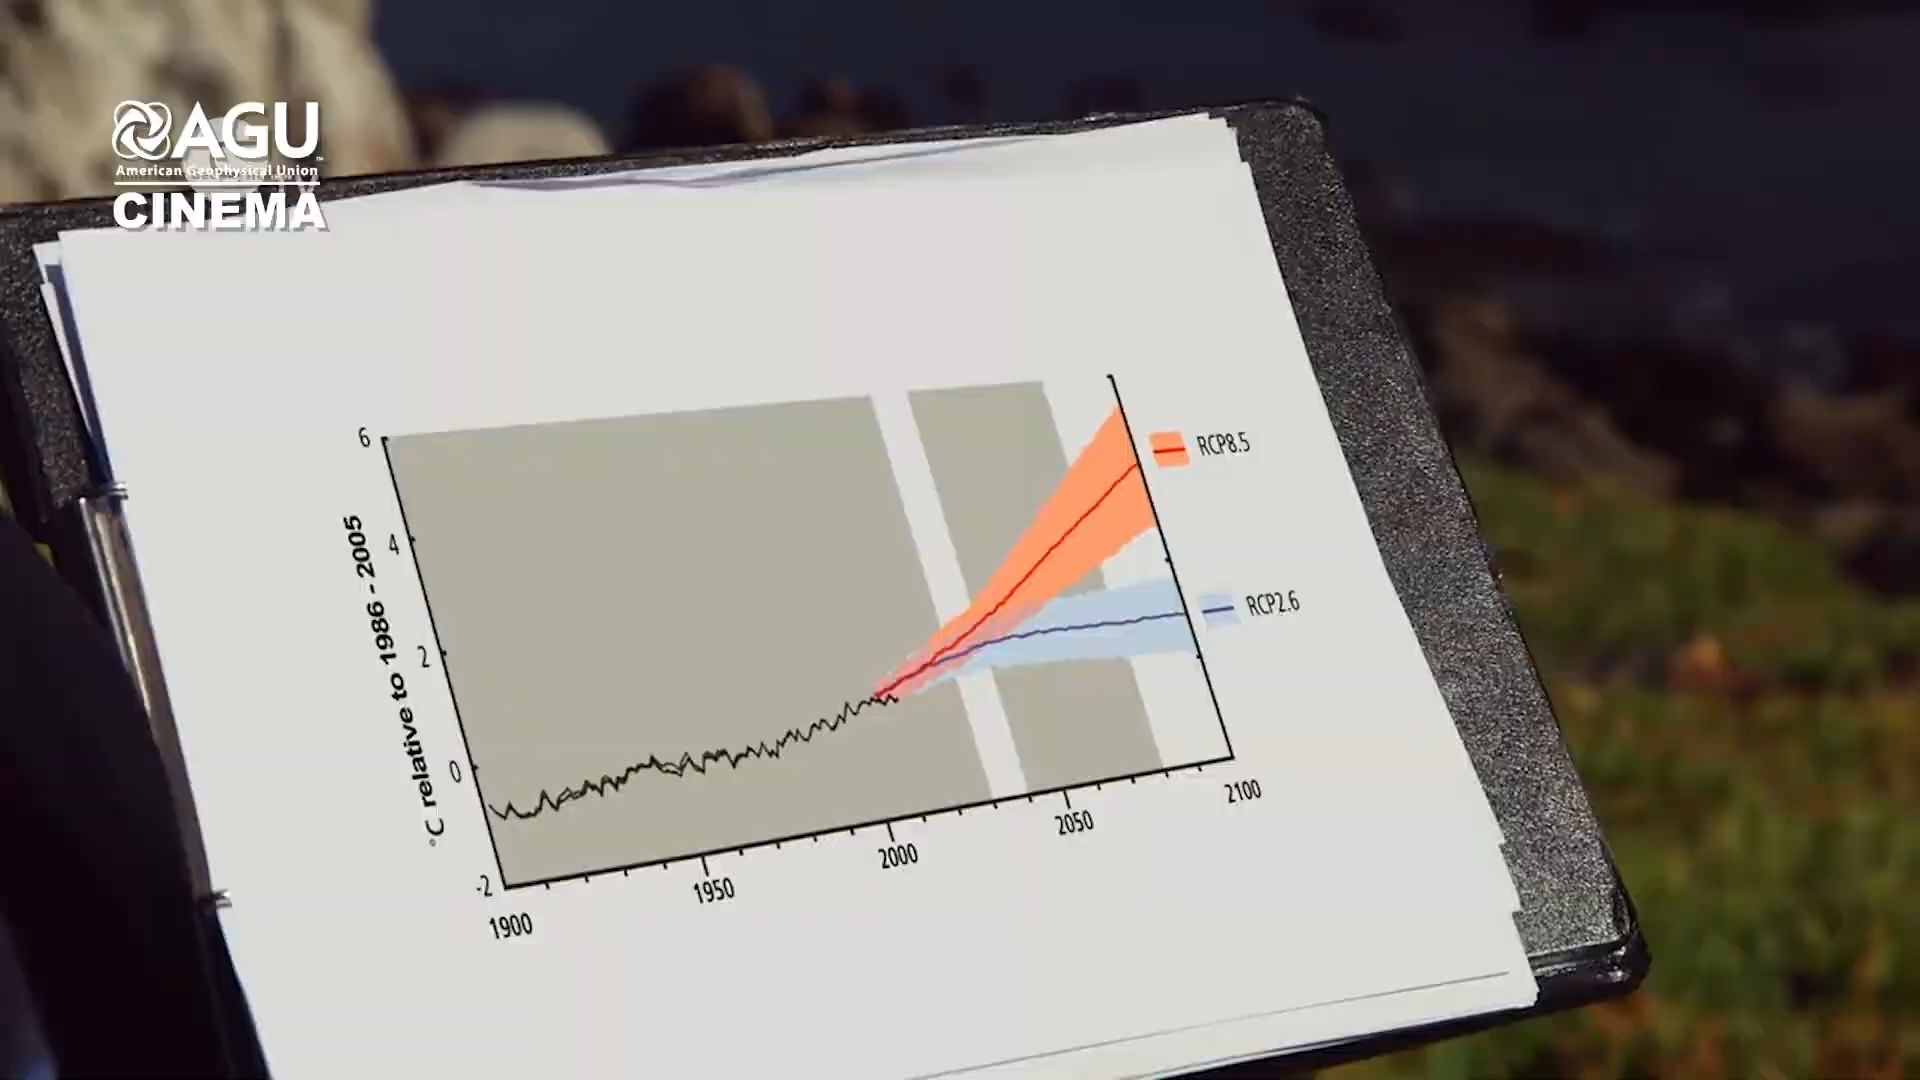 AGU
American Geophysical Union
CINEMA
6
4
2
0
-2
°C relative to 1986 - 2005
1900
1950
2000
2050
2100
RCP8.5
RCP2.6